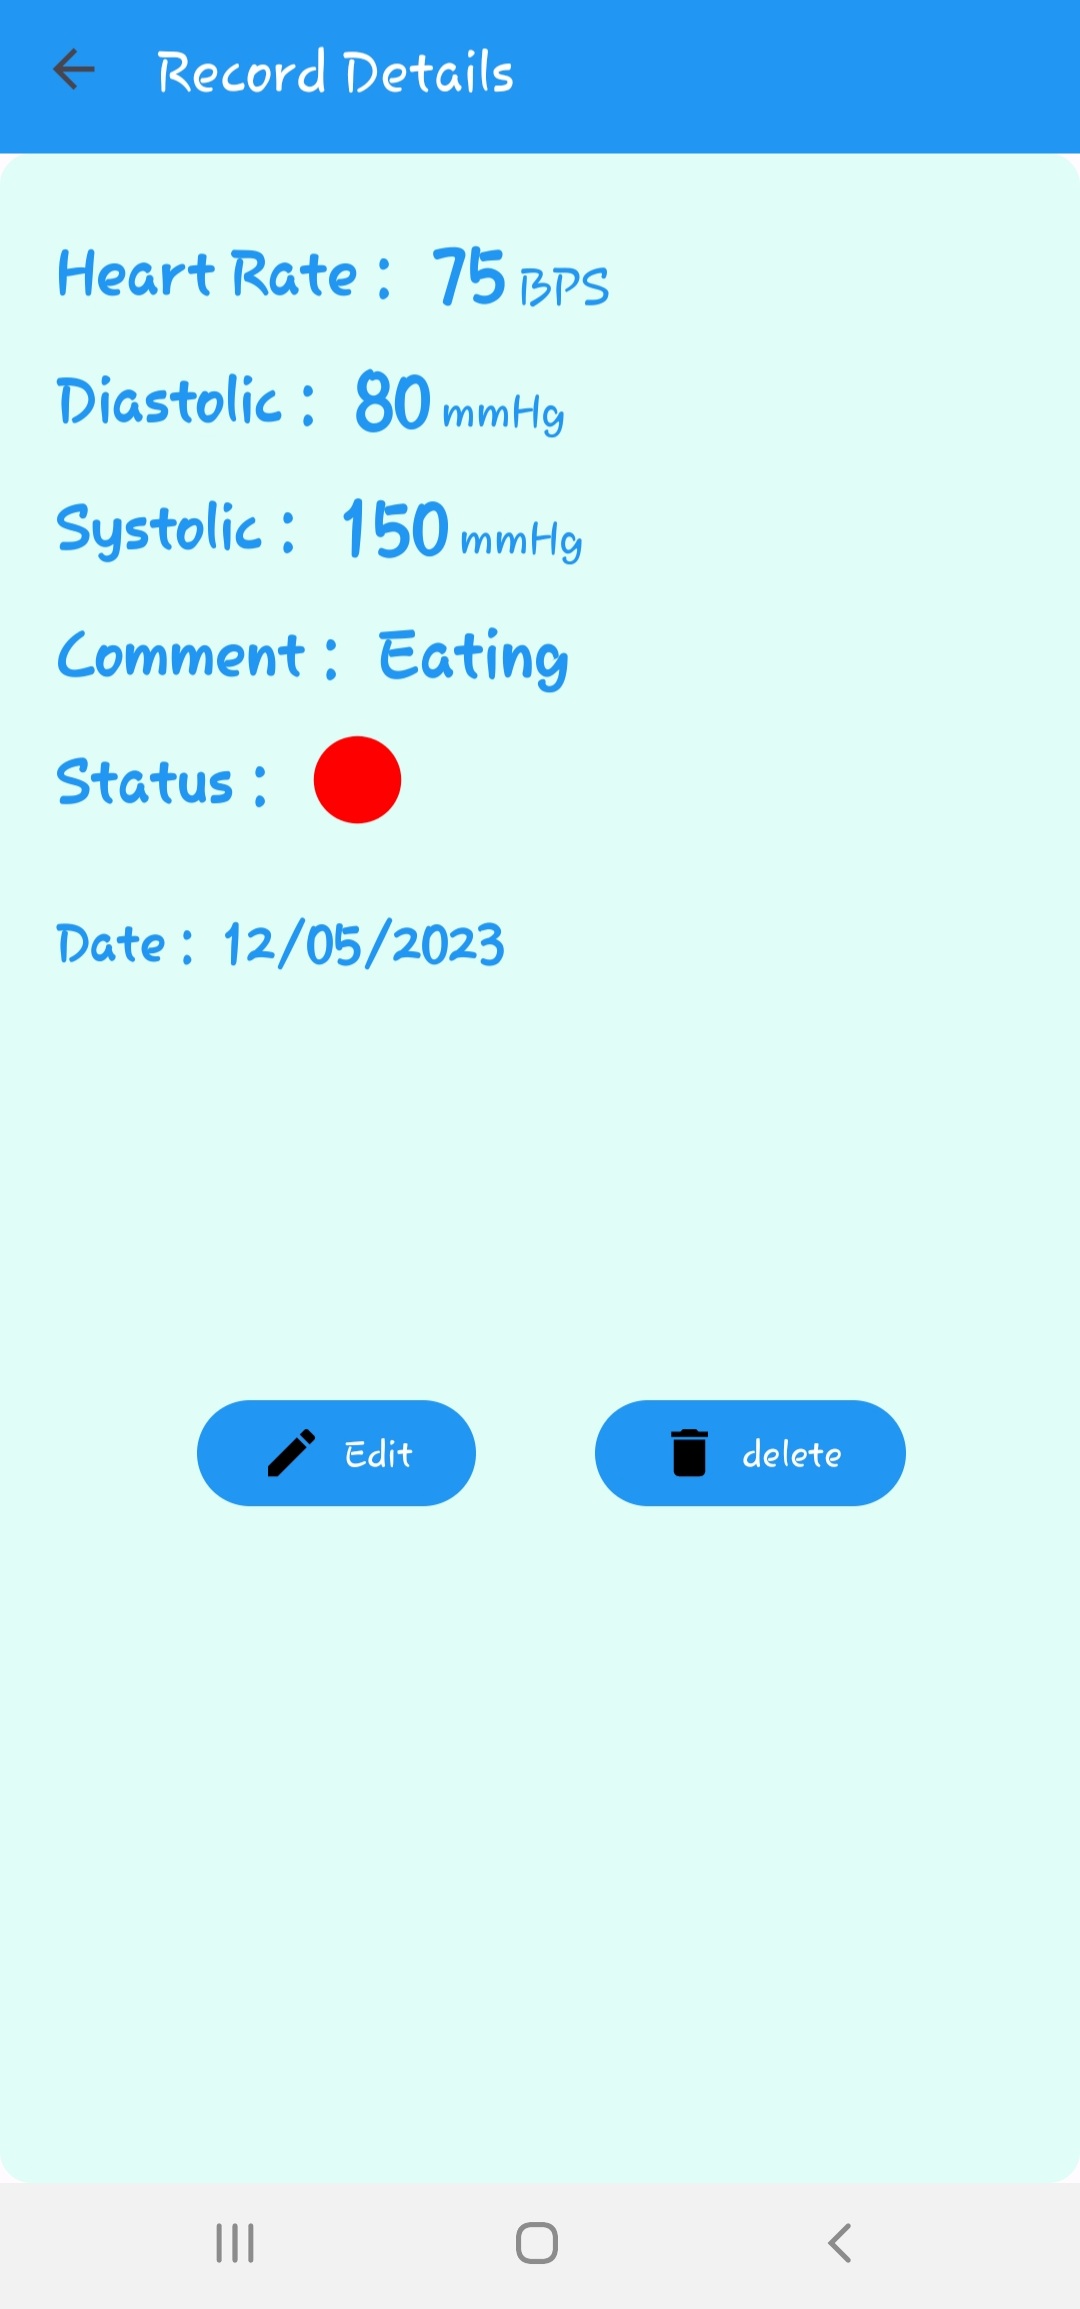 Record Details
Heart Rate : 75 BPS
Diastolic : 80 mmHg
Systolic : 150 mmHg
Comment : Eating
Status :
Date : 12/05/2023
Edit delete